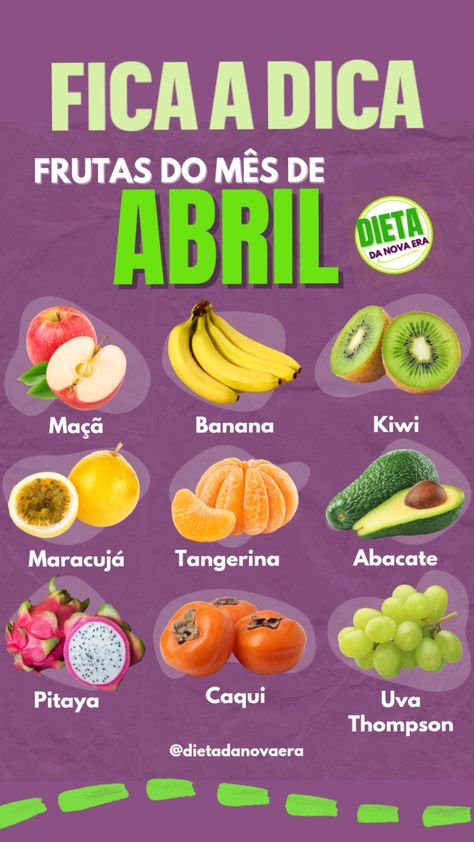 FICA A DICA
FRUTAS DO MÊS DE
ABRIL
DIETA
DA NOVA ERA
Maçã
Banana
Kiwi
Maracujá
Tangerina
Abacate
Pitaya
Caqui
Uva
Thompson
@dietadanovaera